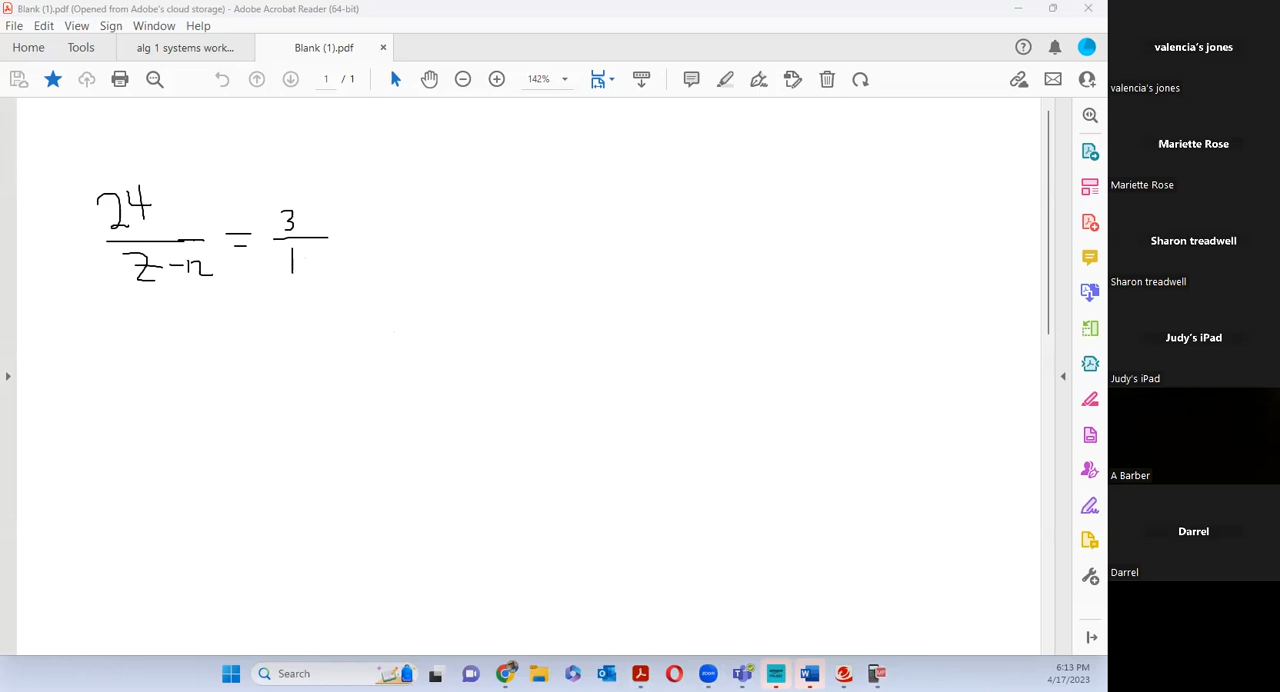 Blank (1).pdf (Opened from Adobe's cloud storage) - Adobe Acrobat Reader (64-bit)
File Edit View Sign Window Help
Home Tools alg 1 systems work... Blank (1).pdf
1 / 1 142%
24 / z-12 = 3 / 1
valencia's jones
valencia's jones
Mariette Rose
Mariette Rose
Sharon treadwell
Sharon treadwell
Judy's iPad
Judy's iPad
A Barber
Darrel
Darrel
Search
6:13 PM
4/17/2023